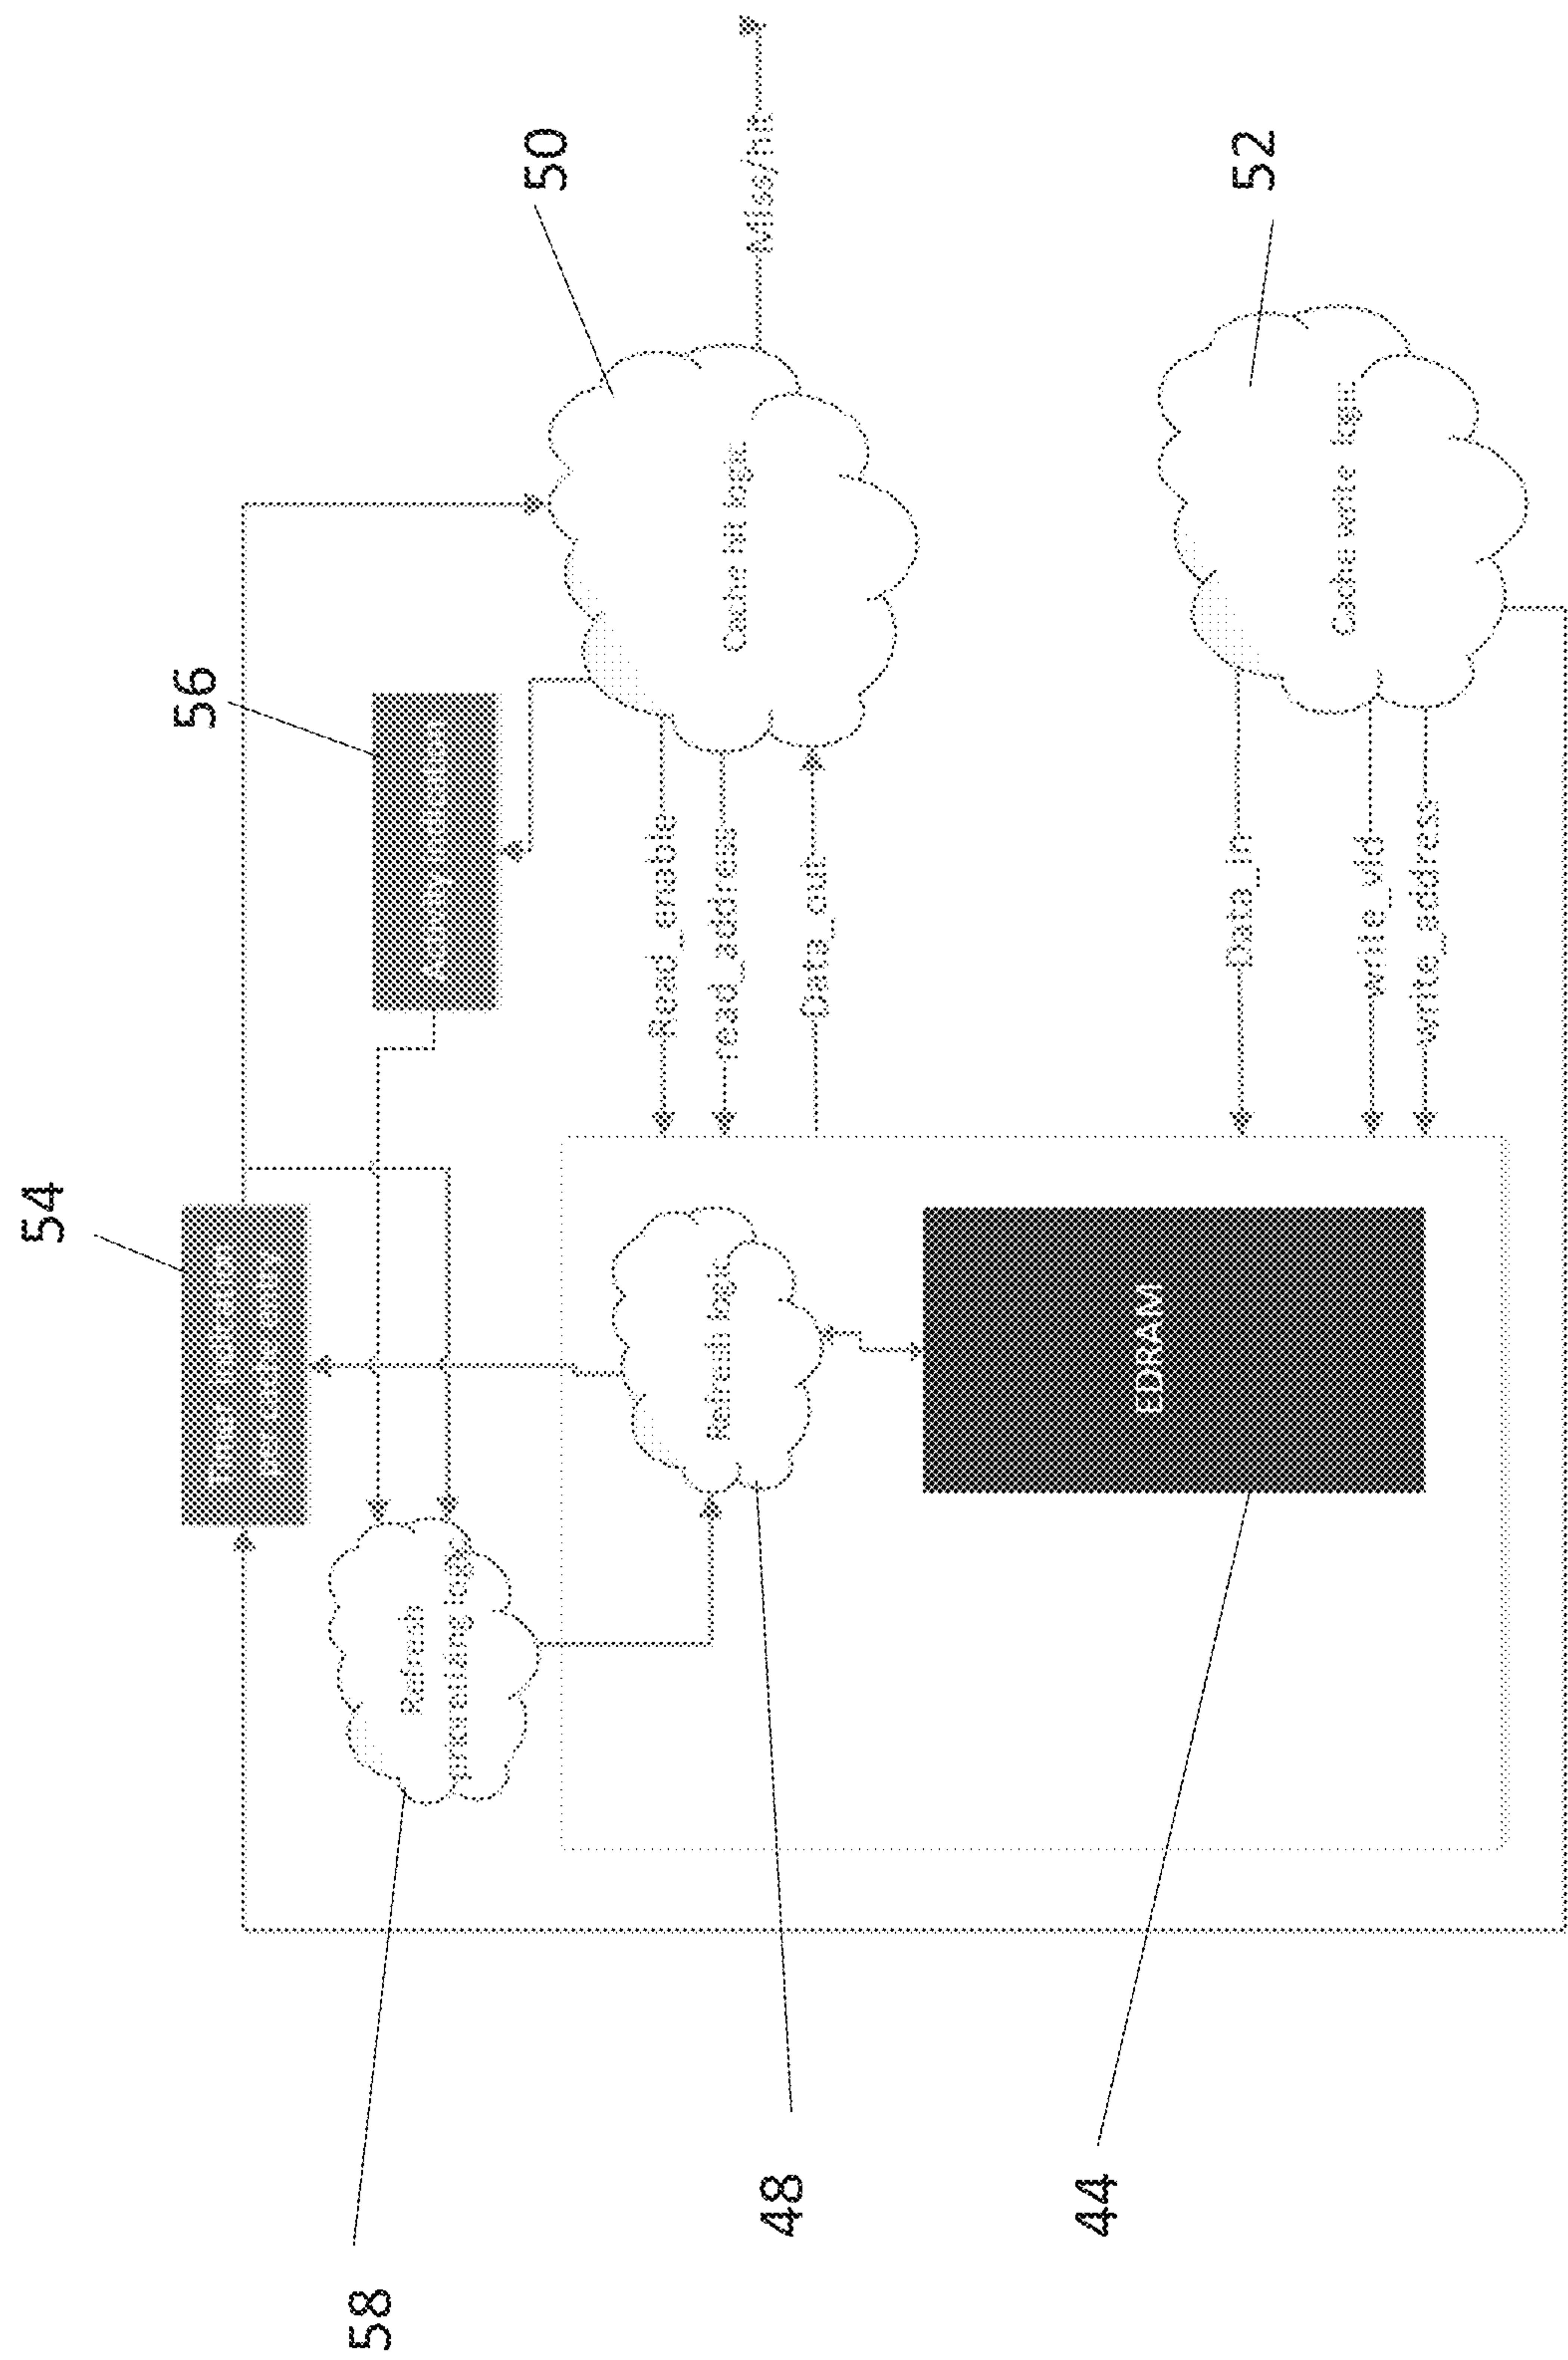 54
56
58
Refresh
logic
50
Read_enable
Refresh logic
read_address
Cache hit logic
Miss/hit
48
Data_out
44
EDRAM
Data_in
52
Cache write logic
write_vld
write_address